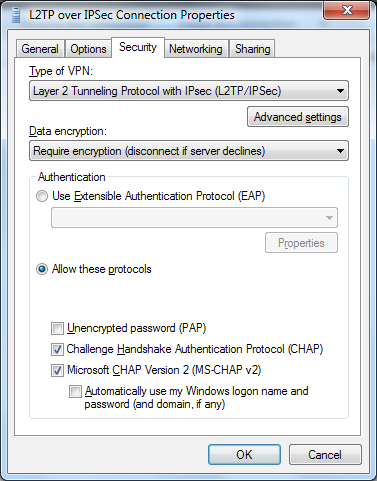 L2TP over IPSec Connection Properties
General Options Security Networking Sharing
Type of VPN:
Layer 2 Tunneling Protocol with IPsec (L2TP/IPSec)
Advanced settings
Data encryption:
Require encryption (disconnect if server declines)
Authentication
Use Extensible Authentication Protocol (EAP)
Properties
Allow these protocols
Unencrypted password (PAP)
Challenge Handshake Authentication Protocol (CHAP)
Microsoft CHAP Version 2 (MS-CHAP v2)
Automatically use my Windows logon name and
password (and domain, if any)
OK Cancel